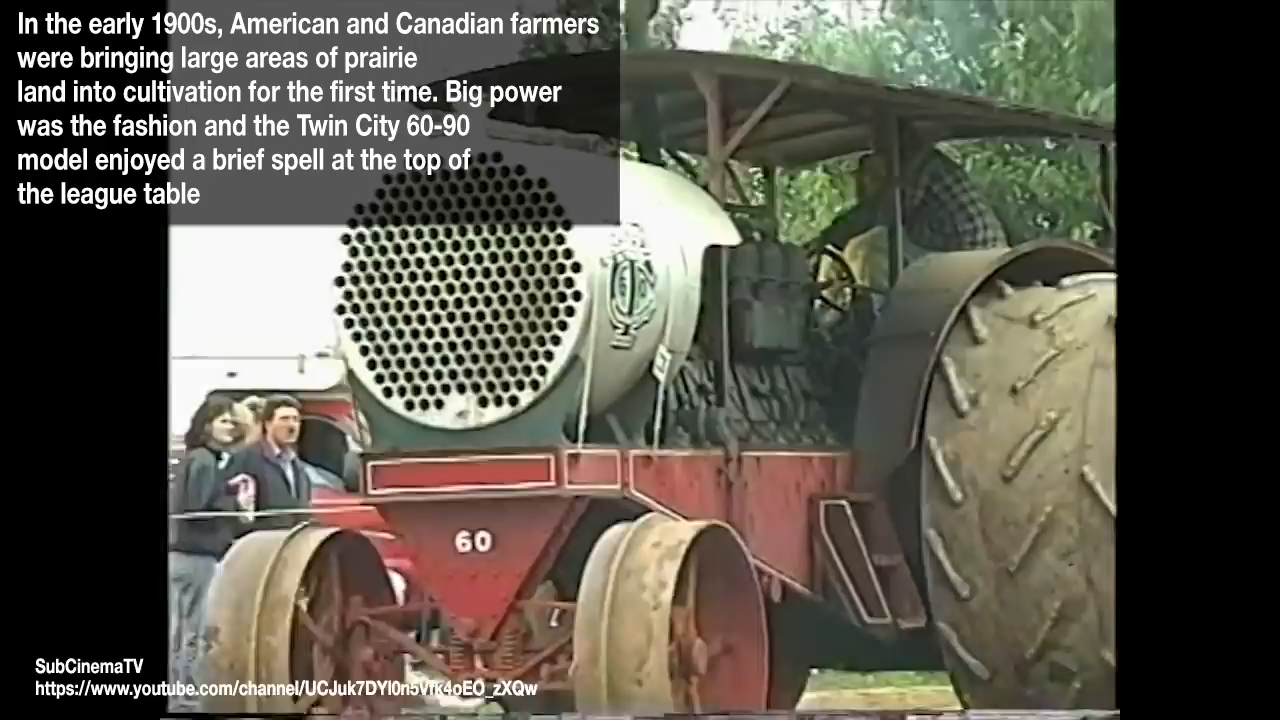 In the early 1900s, American and Canadian farmers
were bringing large areas of prairie
land into cultivation for the first time. Big power
was the fashion and the Twin City 60-90
model enjoyed a brief spell at the top of
the league table
60
SubCinemaTV
https://www.youtube.com/channel/UCJuk7DYl0n5Vfk4oEO_zXQw